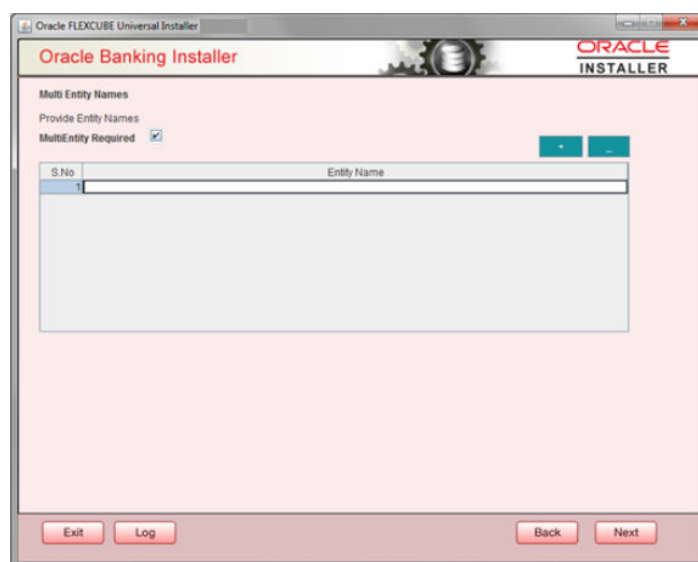 Oracle FLEXCUBE Universal Installer
Oracle Banking Installer
ORACLE
INSTALLER
Multi Entity Names
Provide Entity Names
MultiEntity Required
+ _
S.No Entity Name
1
Exit Log Back Next